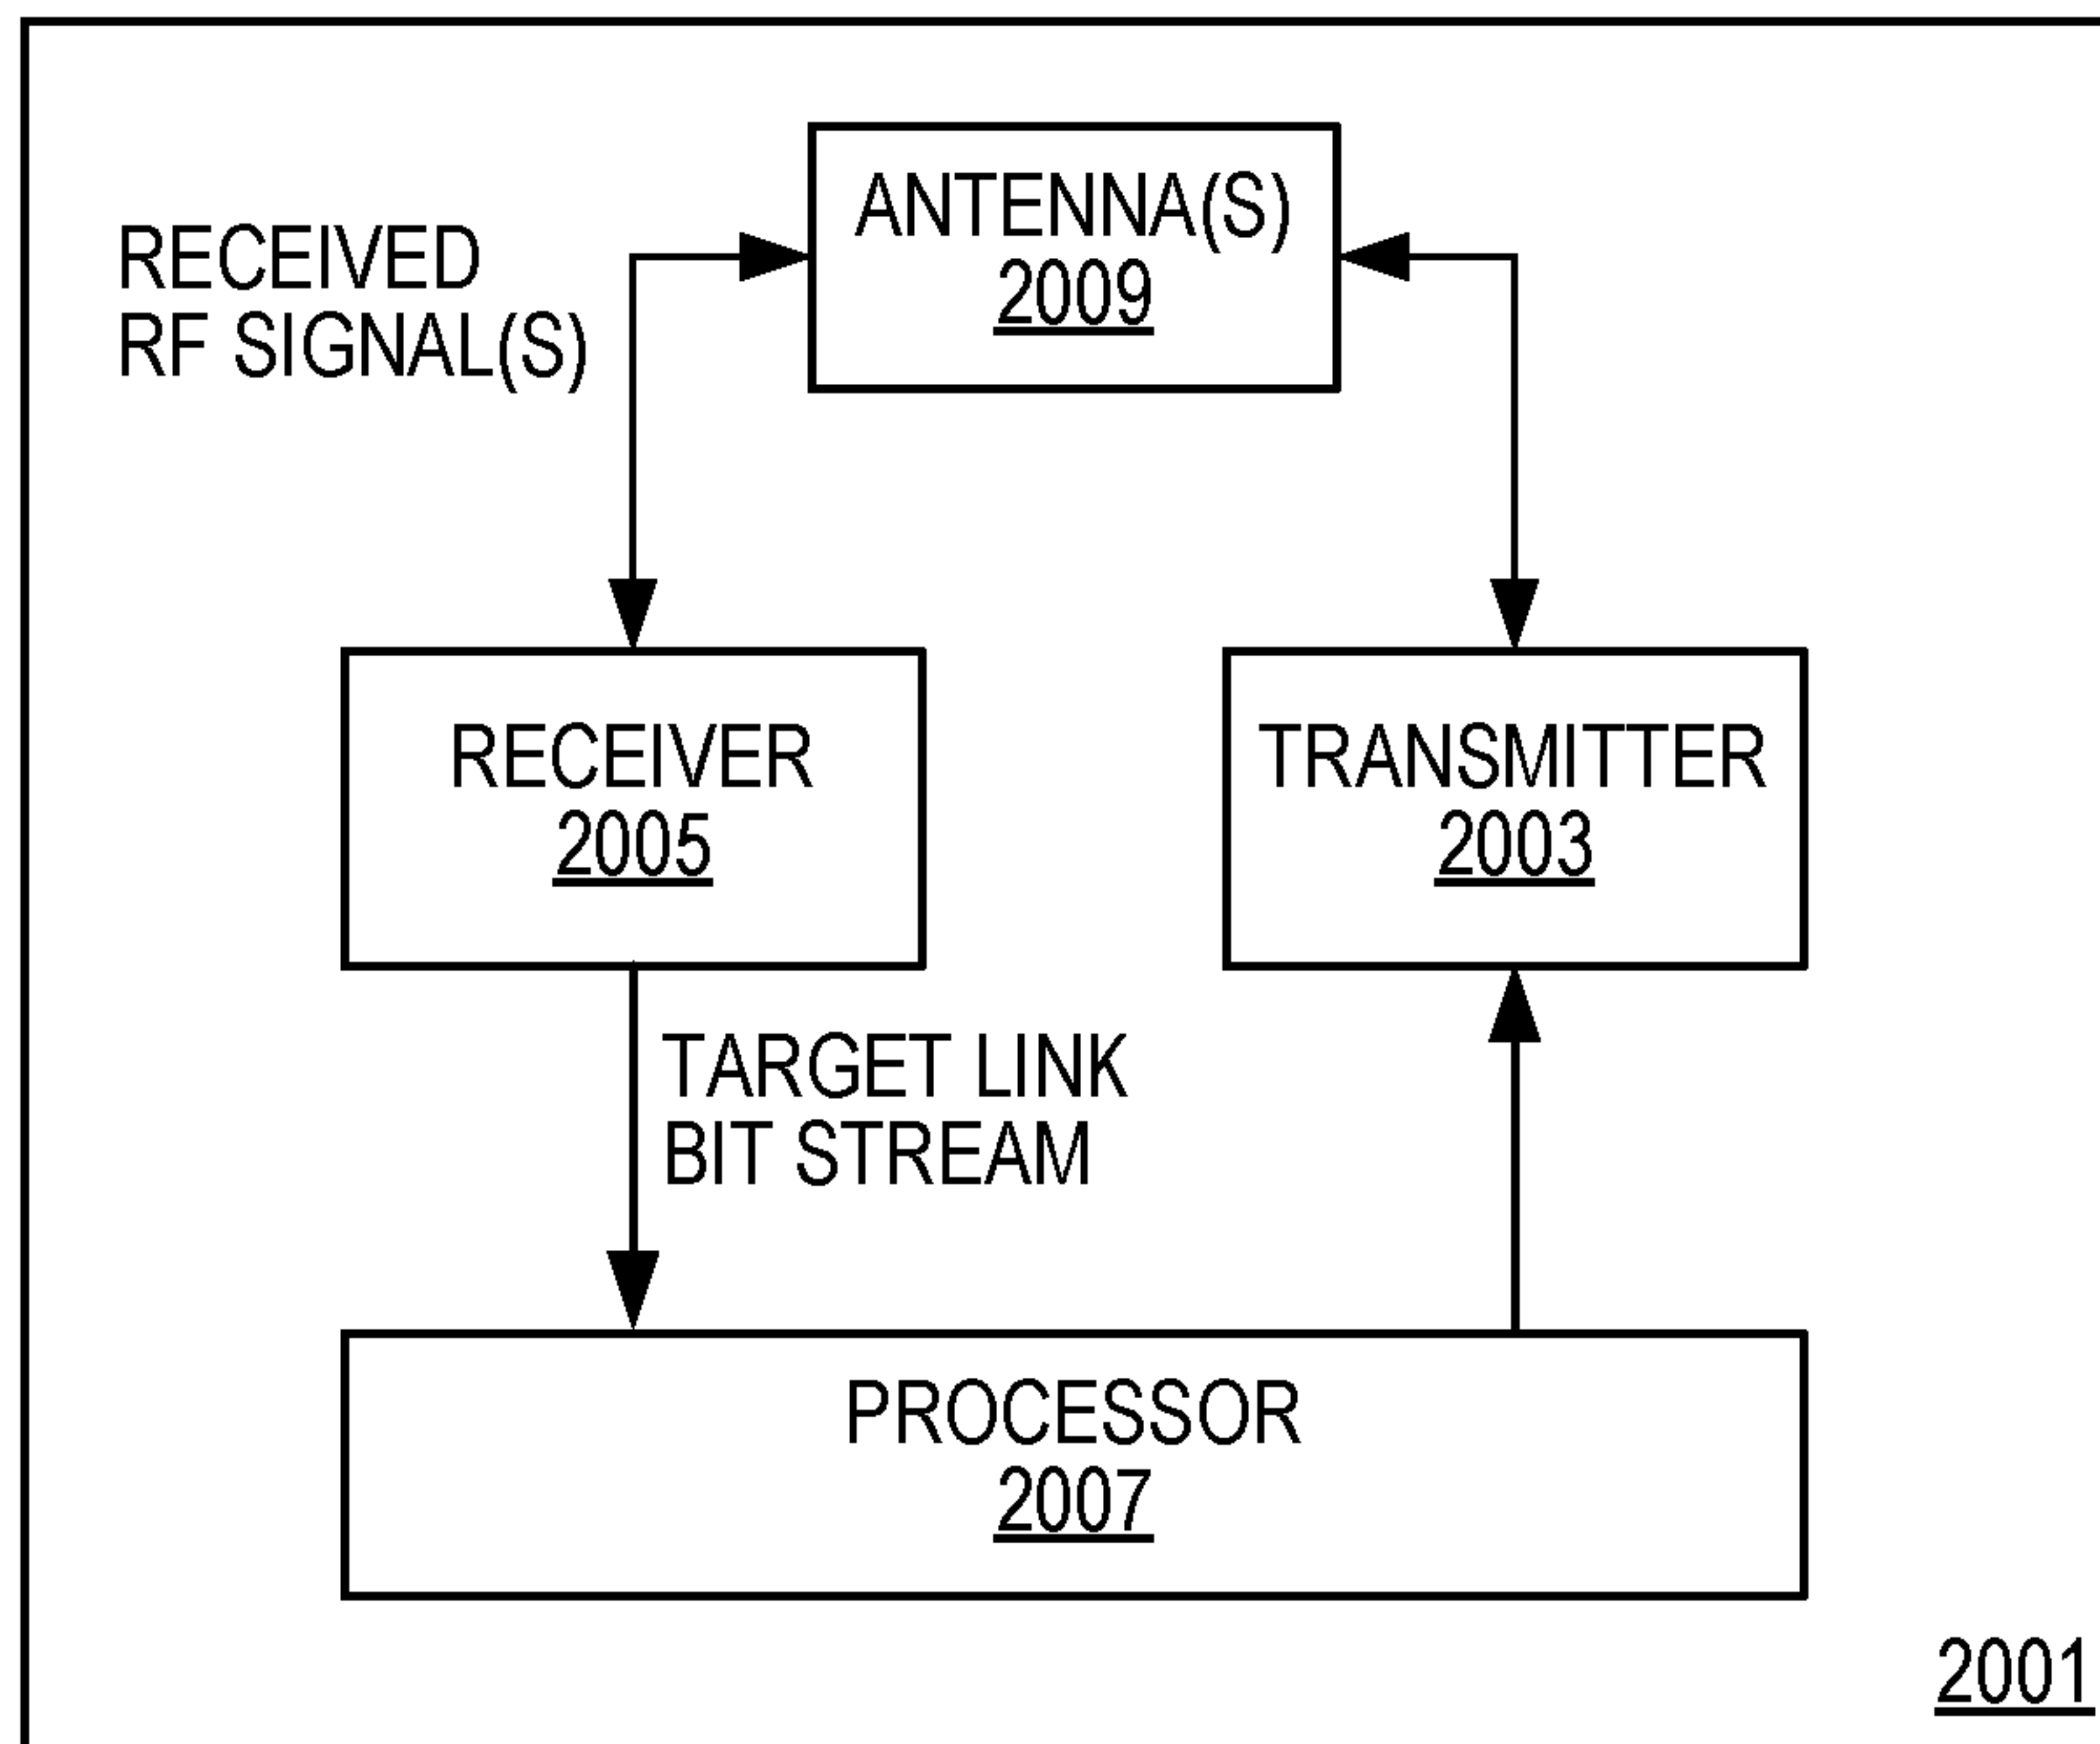 ANTENNA(S)
2009
RECEIVED
RF SIGNAL(S)
RECEIVER
2005
TRANSMITTER
2003
TARGET LINK
BIT STREAM
PROCESSOR
2007
2001